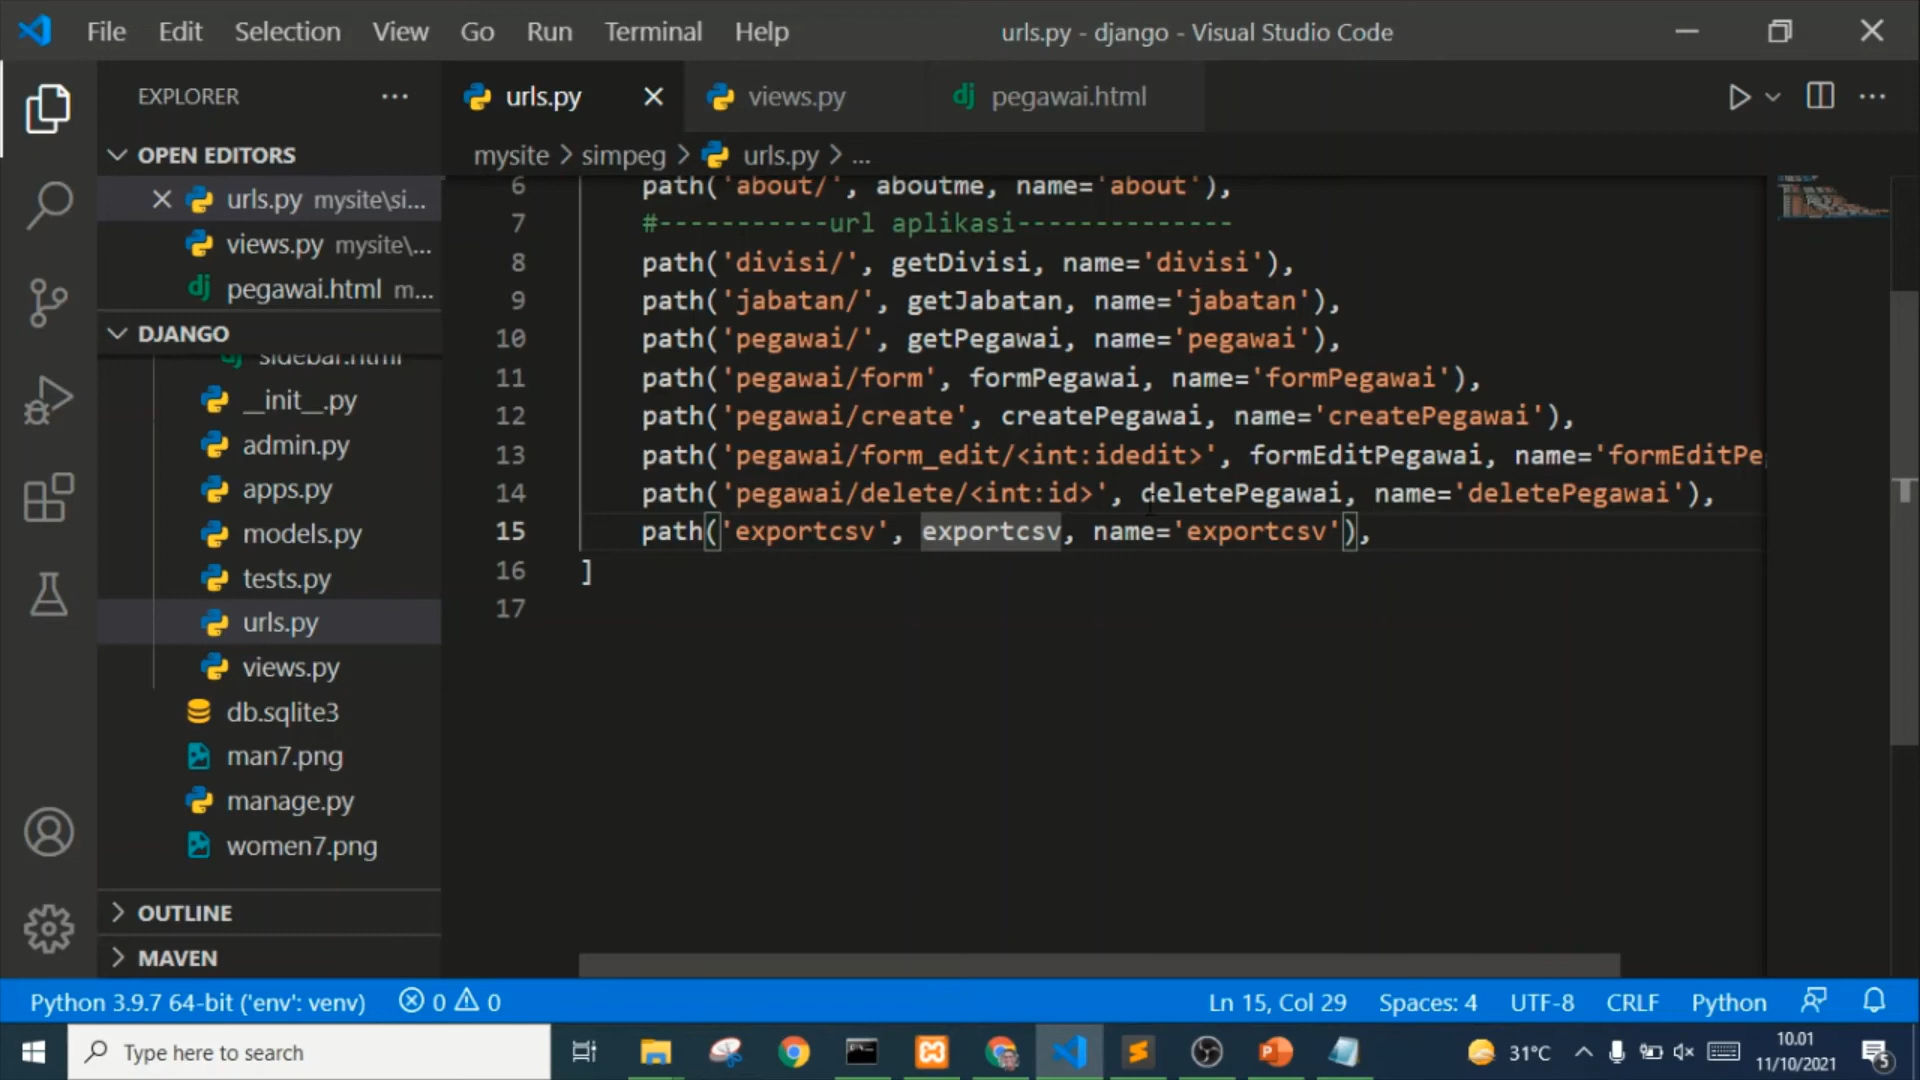 File Edit Selection View Go Run Terminal Help
urls.py - django - Visual Studio Code
EXPLORER
urls.py
views.py
pegawai.html
OPEN EDITORS
mysite > simpeg > urls.py > ...
urls.py mysite\si...
views.py mysite\...
pegawai.html m...
DJANGO
sidebar.html
__init__.py
admin.py
apps.py
models.py
tests.py
urls.py
views.py
db.sqlite3
man7.png
manage.py
women7.png
OUTLINE
MAVEN
6 path('about/', aboutme, name='about'),
7 #-----------url aplikasi--------------
8 path('divisi/', getDivisi, name='divisi'),
9 path('jabatan/', getJabatan, name='jabatan'),
10 path('pegawai/', getPegawai, name='pegawai'),
11 path('pegawai/form', formPegawai, name='formPegawai'),
12 path('pegawai/create', createPegawai, name='createPegawai'),
13 path('pegawai/form_edit/<int:idedit>', formEditPegawai, name='formEditPe
14 path('pegawai/delete/<int:id>', deletePegawai, name='deletePegawai'),
15 path('exportcsv', exportcsv, name='exportcsv'),
16 ]
17
Python 3.9.7 64-bit ('env': venv) 0 0 Ln 15, Col 29 Spaces: 4 UTF-8 CRLF Python
Type here to search
31°C
10.01
11/10/2021
5